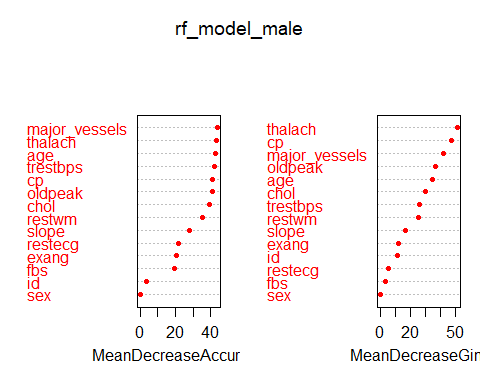 rf_model_male
major_vessels
thalach
age
trestbps
cp
oldpeak
chol
restwm
slope
restecg
exang
fbs
id
sex
0 20 40
MeanDecreaseAccur
thalach
cp
major_vessels
oldpeak
age
chol
trestbps
restwm
slope
exang
id
restecg
fbs
sex
0 20 50
MeanDecreaseGin